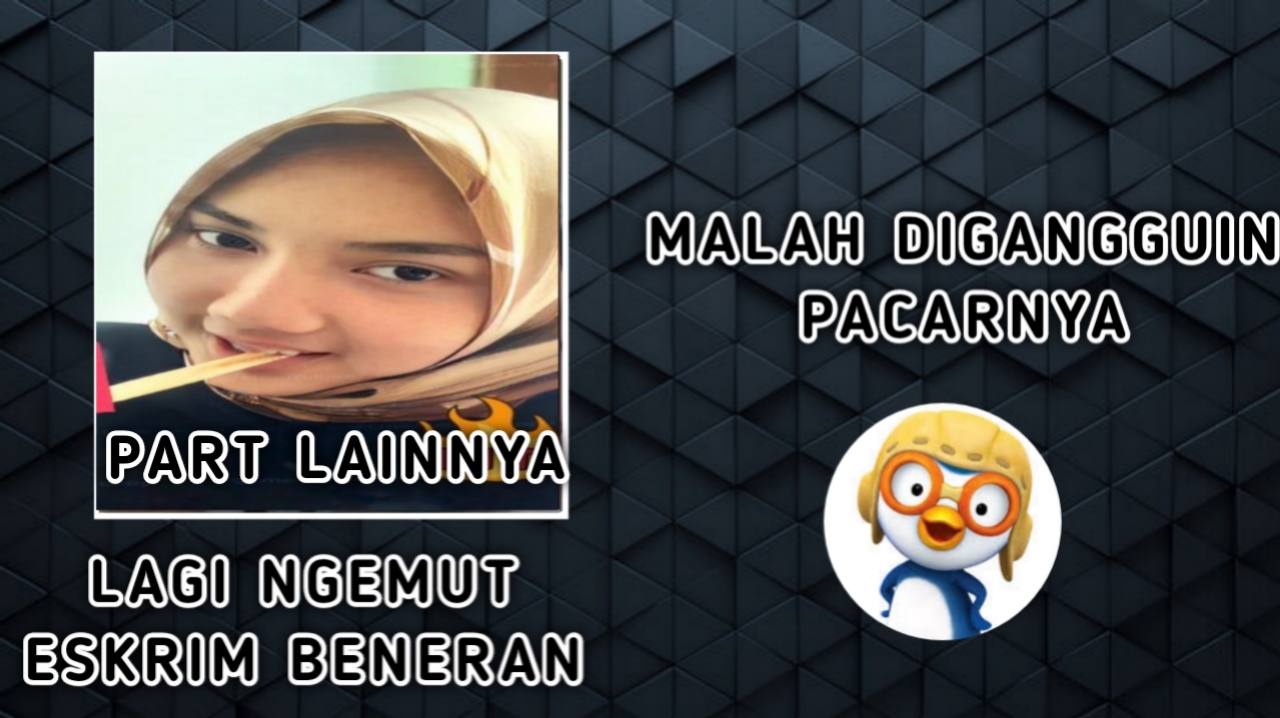 PART LAINNYA
LAGI NGEMUT
ESKRIM BENERAN
MALAH DIGANGGUIN
PACARNYA